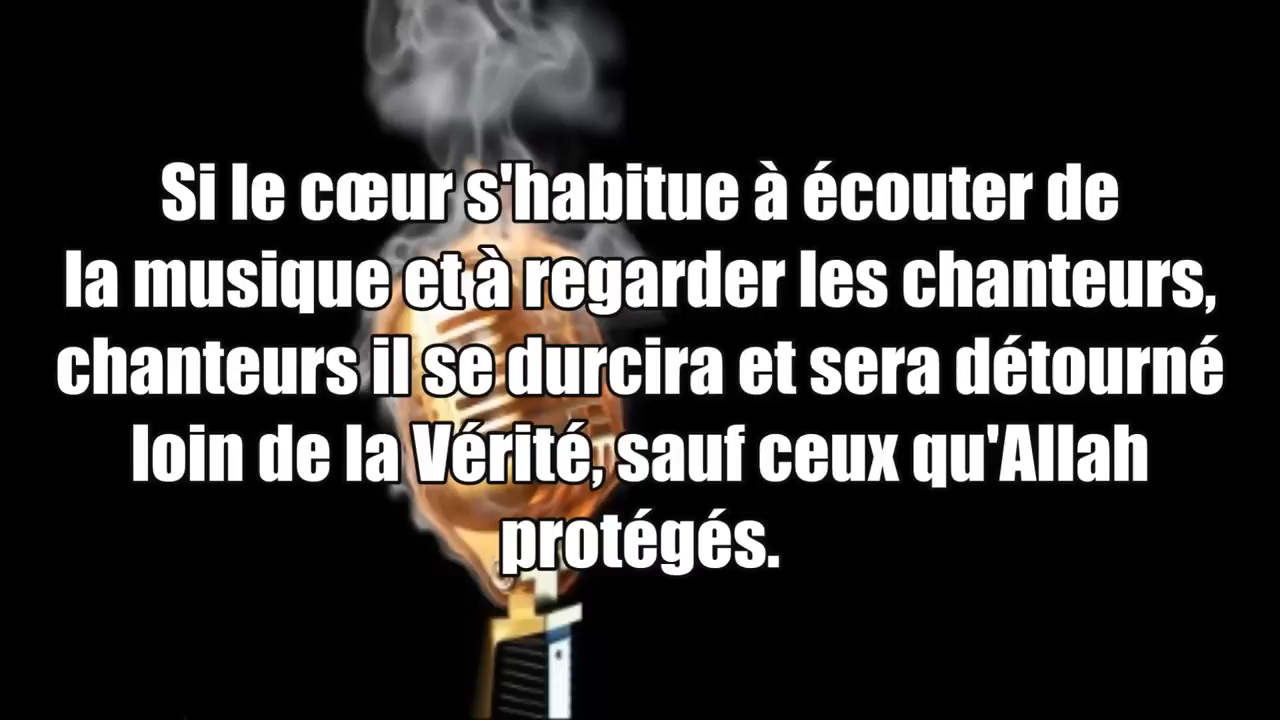 Si le cœur s'habitue à écouter de
la musique et à regarder les chanteurs,
chanteurs il se durcira et sera détourné
loin de la Vérité, sauf ceux qu'Allah
protégés.